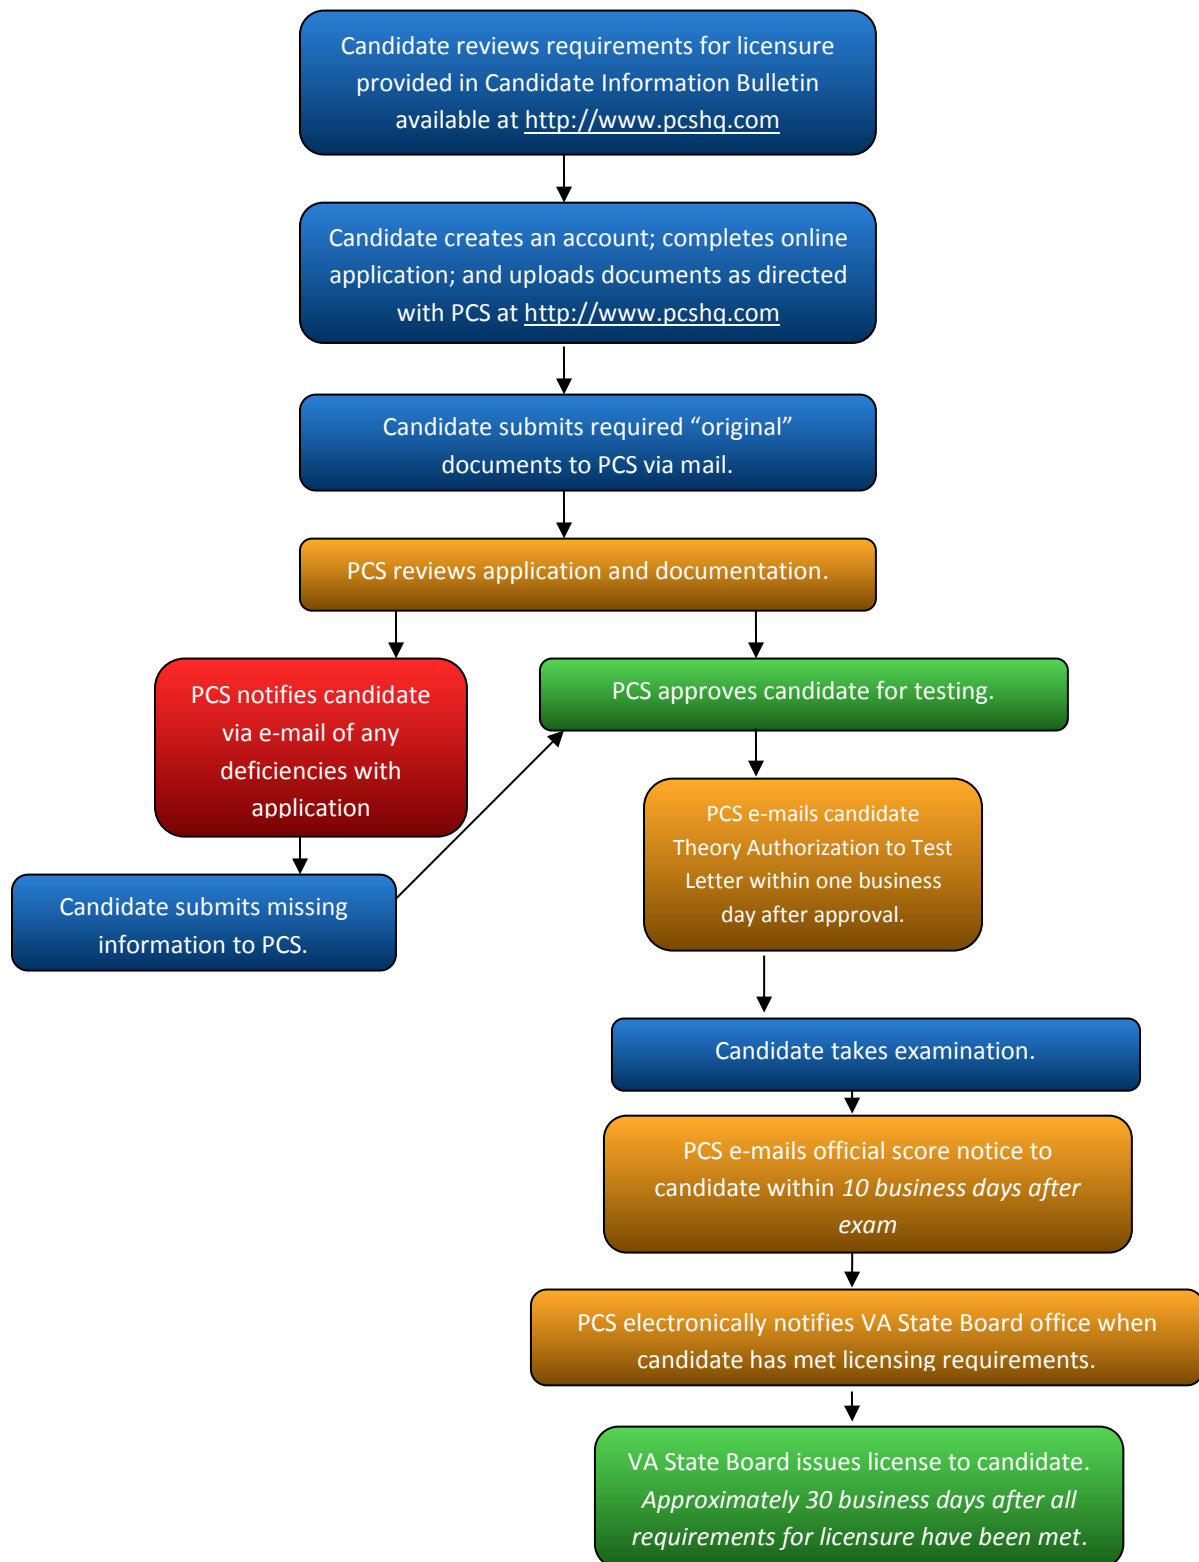 Candidate reviews requirements for licensure
provided in Candidate Information Bulletin
available at http://www.pcshq.com
Candidate creates an account; completes online
application; and uploads documents as directed
with PCS at http://www.pcshq.com
Candidate submits required “original”
documents to PCS via mail.
PCS reviews application and documentation.
PCS notifies candidate
via e-mail of any
deficiencies with
application
PCS approves candidate for testing.
Candidate submits missing
information to PCS.
PCS e-mails candidate
Theory Authorization to Test
Letter within one business
day after approval.
Candidate takes examination.
PCS e-mails official score notice to
candidate within 10 business days after
exam
PCS electronically notifies VA State Board office when
candidate has met licensing requirements.
VA State Board issues license to candidate.
Approximately 30 business days after all
requirements for licensure have been met.